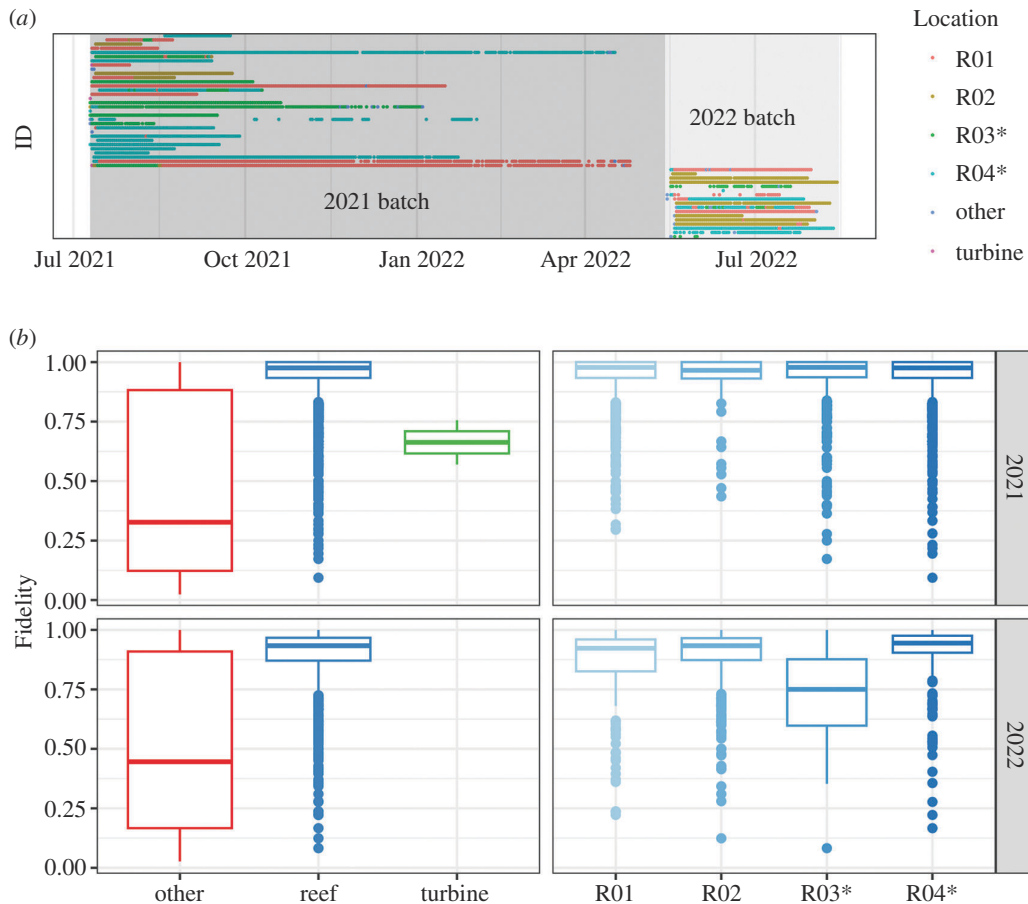 (a)
Location
R01
R02
R03*
R04*
other
turbine
ID
2022 batch
2021 batch
Jul 2021 Oct 2021 Jan 2022 Apr 2022 Jul 2022
(b)
Fidelity
1.00
0.75
0.50
0.25
0.00
2021
1.00
0.75
0.50
0.25
0.00
2022
other reef turbine R01 R02 R03* R04*